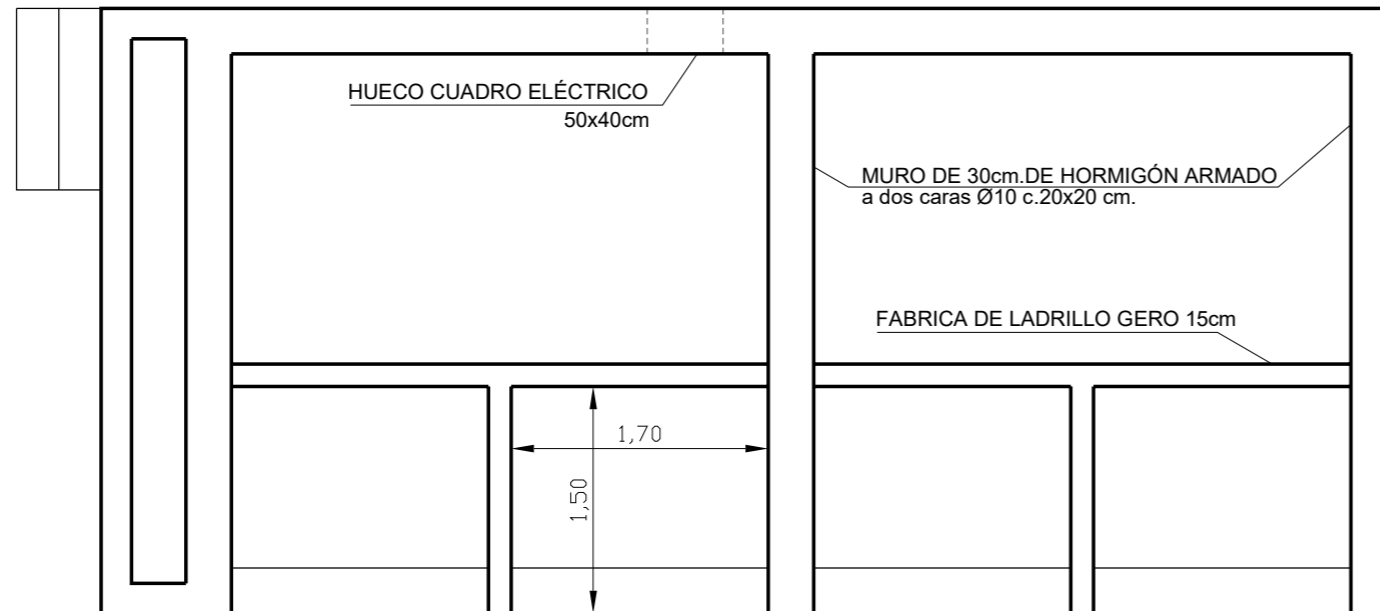 HUECO CUADRO ELÉCTRICO
50x40cm
MURO DE 30cm.DE HORMIGÓN ARMADO
a dos caras Ø10 c.20x20 cm.
FABRICA DE LADRILLO GERO 15cm
1,70
1,50